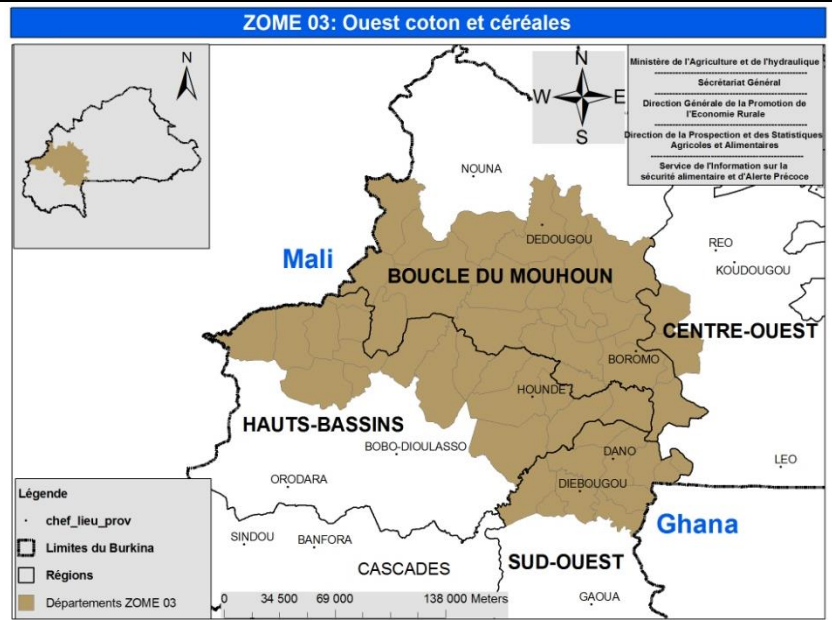 ZOME 03: Ouest coton et céréales
N
N
W
E
S
Ministère de l'Agriculture et de l'hydraulique
Sécrétariat Général
Direction Générale de la Promotion de
l'Economie Rurale
Direction de la Prospection et des Statistiques
Agricoles et Alimentaires
Service de l'Information sur la
sécurité alimentaire et d'Alerte Précoce
NOUNA
DEDOUGOU
REO
KOUDOUGOU
Mali
BOUCLE DU MOUHOUN
CENTRE-OUEST
BOROMO
HOUNDE
HAUTS-BASSINS
BOBO-DIOULASSO
DANO
LEO
ORODARA
DIEBOUGOU
Ghana
SINDOU
BANFORA
CASCADES
SUD-OUEST
GAOUA
Légende
chef_lieu_prov
Limites du Burkina
Régions
Départements ZOME 03
0 34 500 69 000 138 000 Meters